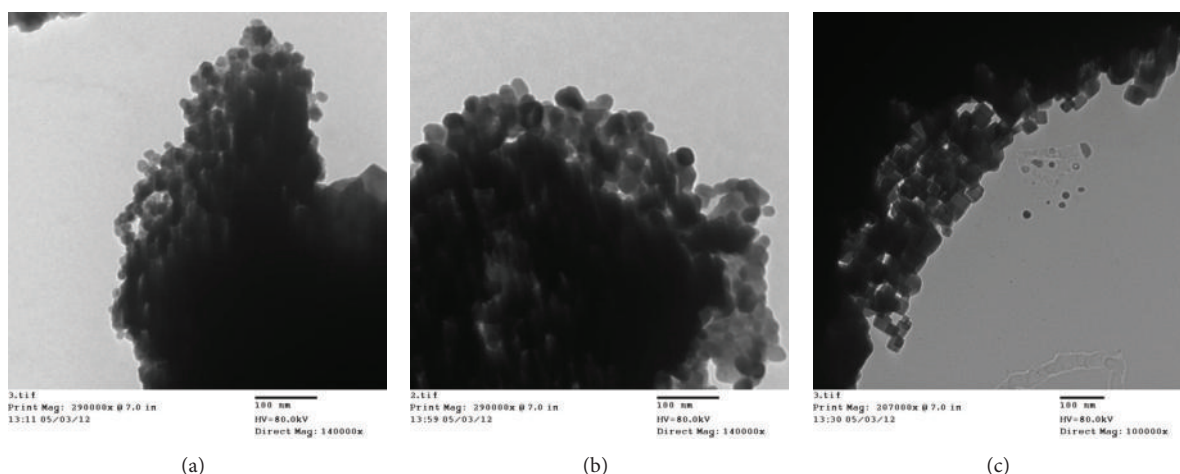 3.tif
Print Mag: 290000x @ 7.0 in
13:11 05/03/12
100 nm
HV=80.0kV
Direct Mag: 140000x
(a)
2.tif
Print Mag: 290000x @ 7.0 in
13:59 05/03/12
100 nm
HV=80.0kV
Direct Mag: 140000x
(b)
3.tif
Print Mag: 207000x @ 7.0 in
13:30 05/03/12
100 nm
HV=80.0kV
Direct Mag: 100000x
(c)